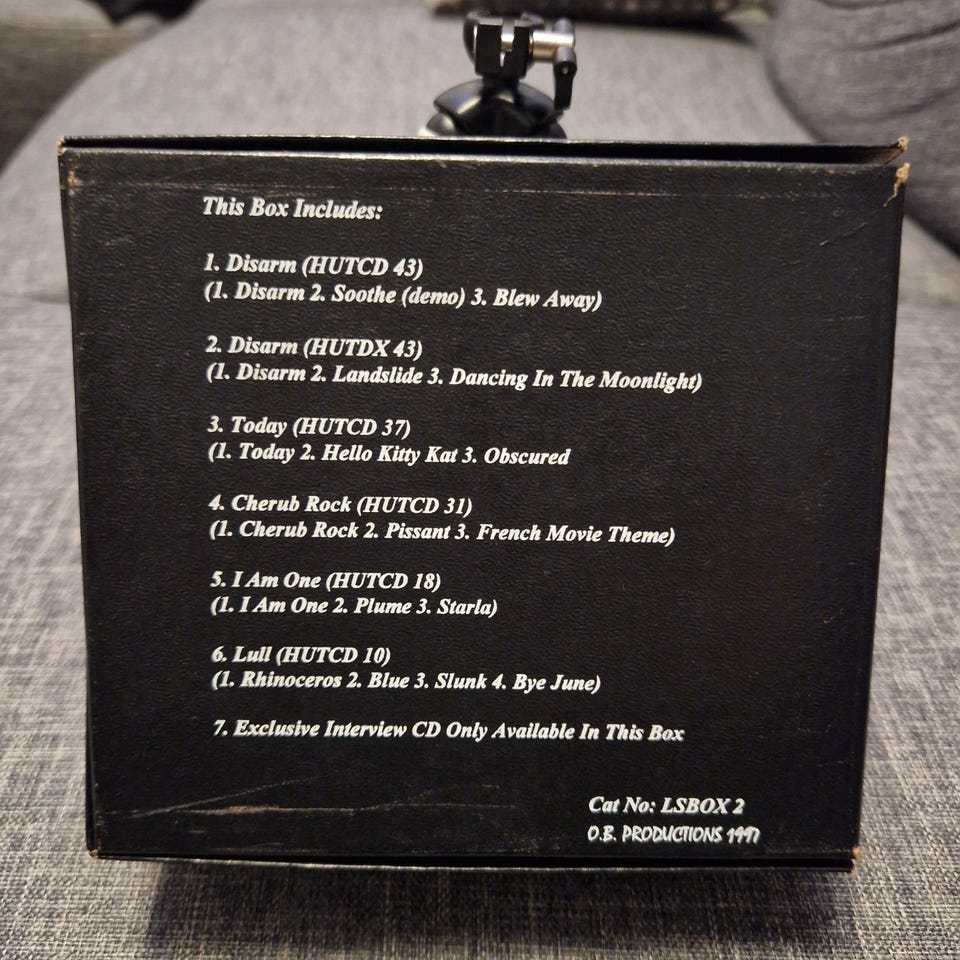 This Box Includes:
1. Disarm (HUTCD 43)
(1. Disarm 2. Soothe (demo) 3. Blew Away)
2. Disarm (HUTDX 43)
(1. Disarm 2. Landslide 3. Dancing In The Moonlight)
3. Today (HUTCD 37)
(1. Today 2. Hello Kitty Kat 3. Obscured
4. Cherub Rock (HUTCD 31)
(1. Cherub Rock 2. Pissant 3. French Movie Theme)
5. I Am One (HUTCD 18)
(1. I Am One 2. Plume 3. Starla)
6. Lull (HUTCD 10)
(1. Rhinoceros 2. Blue 3. Slunk 4. Bye June)
7. Exclusive Interview CD Only Available In This Box
Cat No: LSBOX 2
O.B. PRODUCTIONS 1997